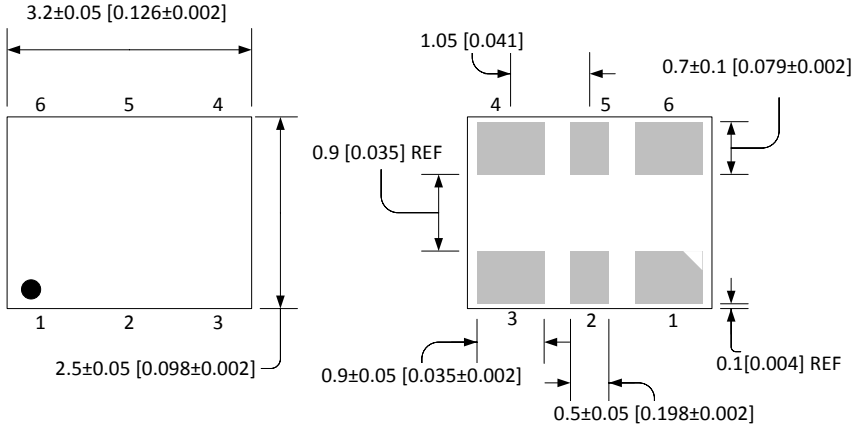 3.2±0.05 [0.126±0.002]
1.05 [0.041]
0.7±0.1 [0.079±0.002]
6 5 4
4 5 6
0.9 [0.035] REF
1 2 3
3 2 1
2.5±0.05 [0.098±0.002]
0.9±0.05 [0.035±0.002]
0.1[0.004] REF
0.5±0.05 [0.198±0.002]